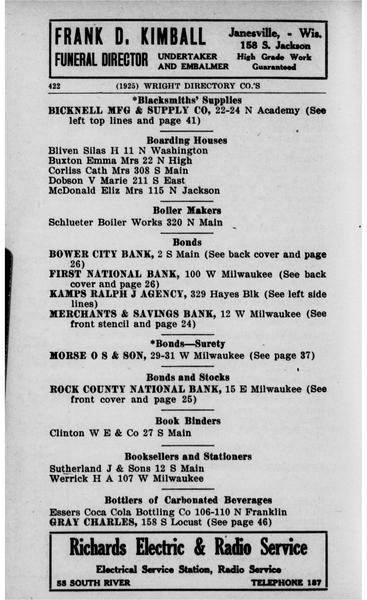 FRANK D. KIMBALL
FUNERAL DIRECTOR
UNDERTAKER
AND EMBALMER
Janesville, - Wis.
158 S. Jackson
High Grade Work
Guaranteed
422 (1925) WRIGHT DIRECTORY CO.'S
*Blacksmiths' Supplies
BICKNELL MFG & SUPPLY CO, 22-24 N Academy (See
left top lines and page 41)
Boarding Houses
Bliven Silas H 11 N Washington
Buxton Emma Mrs 22 N High
Corliss Cath Mrs 308 S Main
Dobson V Marie 211 S East
McDonald Eliz Mrs 115 N Jackson
Boiler Makers
Schlueter Boiler Works 320 N Main
Bonds
BOWER CITY BANK, 2 S Main (See back cover and page
26)
FIRST NATIONAL BANK, 100 W Milwaukee (See back
cover and page 26)
KAMPS RALPH J AGENCY, 329 Hayes Blk (See left side
lines)
MERCHANTS & SAVINGS BANK, 12 W Milwaukee (See
front stencil and page 24)
*Bonds—Surety
MORSE O S & SON, 29-31 W Milwaukee (See page 37)
Bonds and Stocks
ROCK COUNTY NATIONAL BANK, 15 E Milwaukee (See
front cover and page 25)
Book Binders
Clinton W E & Co 27 S Main
Booksellers and Stationers
Sutherland J & Sons 12 S Main
Werrick H A 107 W Milwaukee
Bottlers of Carbonated Beverages
Essers Coca Cola Bottling Co 106-110 N Franklin
GRAY CHARLES, 158 S Locust (See page 46)
Richards Electric & Radio Service
Electrical Service Station, Radio Service
58 SOUTH RIVER TELEPHONE 187